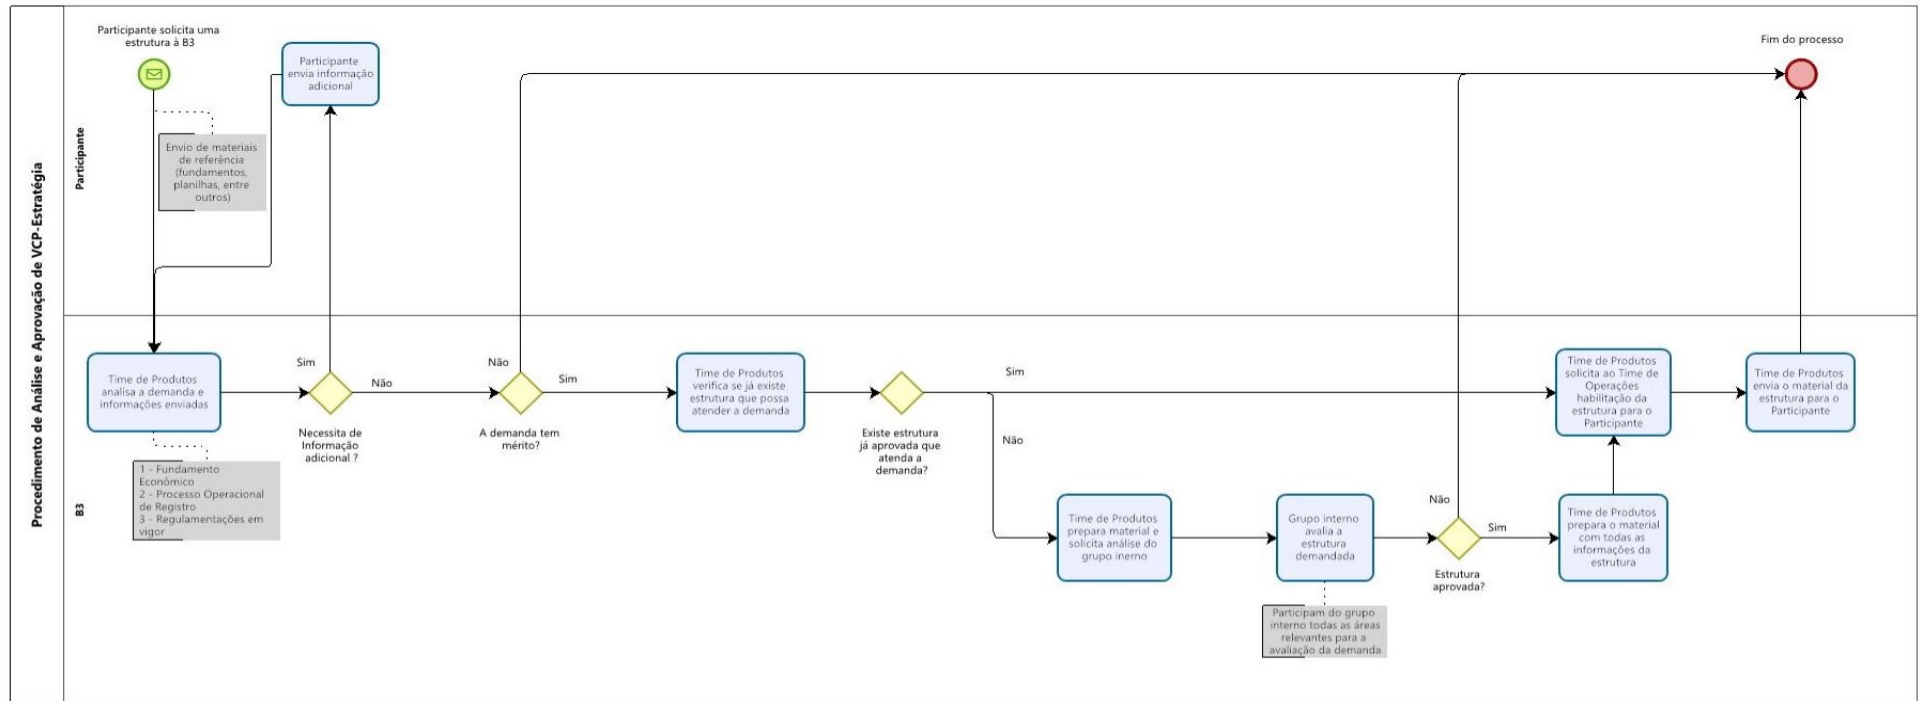 Procedimento de Análise e Aprovação de VCP-Estratégia
Participante
Participante solicita uma
estrutura à B3
Envio de materiais
de referência
(fundamentos,
planilhas, entre
outros)
Participante
envia informação
adicional
Fim do processo
B3
Time de Produtos
analisa a demanda e
informações enviadas
1 - Fundamento
Econômico
2 - Processo Operacional
de Registro
3 - Regulamentações em
vigor
Sim
Não
Necessita de
Informação
adicional ?
Não
Sim
A demanda tem
mérito?
Time de Produtos
verifica se já existe
estrutura que possa
atender a demanda
Existe estrutura
já aprovada que
atenda a
demanda?
Sim
Não
Time de Produtos
prepara material e
solicita análise do
grupo inerno
Grupo interno
avalia a
estrutura
demandada
Participam do grupo
interno todas as áreas
relevantes para a
avaliação da demanda
Não
Sim
Estrutura
aprovada?
Time de Produtos
prepara o material
com todas as
informações da
estrutura
Time de Produtos
solicita ao Time de
Operações
habilitação da
estrutura para o
Participante
Time de Produtos
envia o material da
estrutura para o
Participante